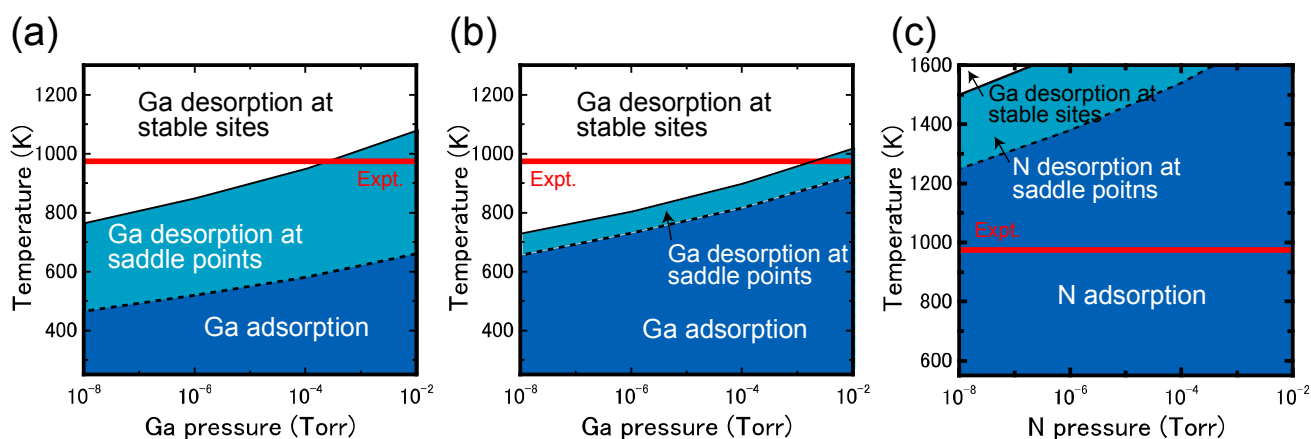 (a)
1200
1000
800
600
400
Temperature (K)
Ga desorption at
stable sites
Expt.
Ga desorption at
saddle points
Ga adsorption
10⁻⁸
10⁻⁶
10⁻⁴
10⁻²
Ga pressure (Torr)
(b)
1200
1000
800
600
400
Temperature (K)
Ga desorption at
stable sites
Expt.
Ga desorption at
saddle points
Ga adsorption
10⁻⁸
10⁻⁶
10⁻⁴
10⁻²
Ga pressure (Torr)
(c)
1600
1400
1200
1000
800
600
Temperature (K)
Ga desorption at
stable sites
N desorption at
saddle poitns
Expt.
N adsorption
10⁻⁸
10⁻⁶
10⁻⁴
10⁻²
N pressure (Torr)